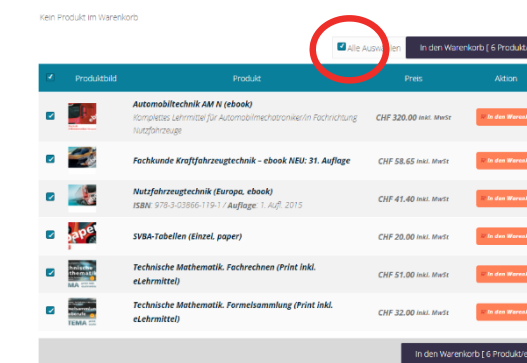 Kein Produkt im Warenkorb
Alle Auswählen
In den Warenkorb [ 6 Produkt/
Produktbild Produkt Preis Aktion
Automobiltechnik AM N (ebook)
Komplettes Lehrmittel für Automobilmechatroniker/in Fachrichtung
Nutzfahrzeuge
CHF 320.00 inkl. MwSt
In den Waren
Fachkunde Kraftfahrzeugtechnik – ebook NEU: 31. Auflage
CHF 58.65 inkl. MwSt
In den Waren
Nutzfahrzeugtechnik (Europa, ebook)
ISBN: 978-3-03866-119-1 / Auflage: 1. Aufl. 2015
CHF 41.40 inkl. MwSt
In den Waren
SVBA-Tabellen (Einzel, paper)
CHF 20.00 inkl. MwSt
In den Waren
Technische Mathematik. Fachrechnen (Print inkl.
eLehrmittel)
CHF 51.00 inkl. MwSt
In den Waren
Technische Mathematik. Formelsammlung (Print inkl.
eLehrmittel)
CHF 32.00 inkl. MwSt
In den Waren
In den Warenkorb [ 6 Produkt/e